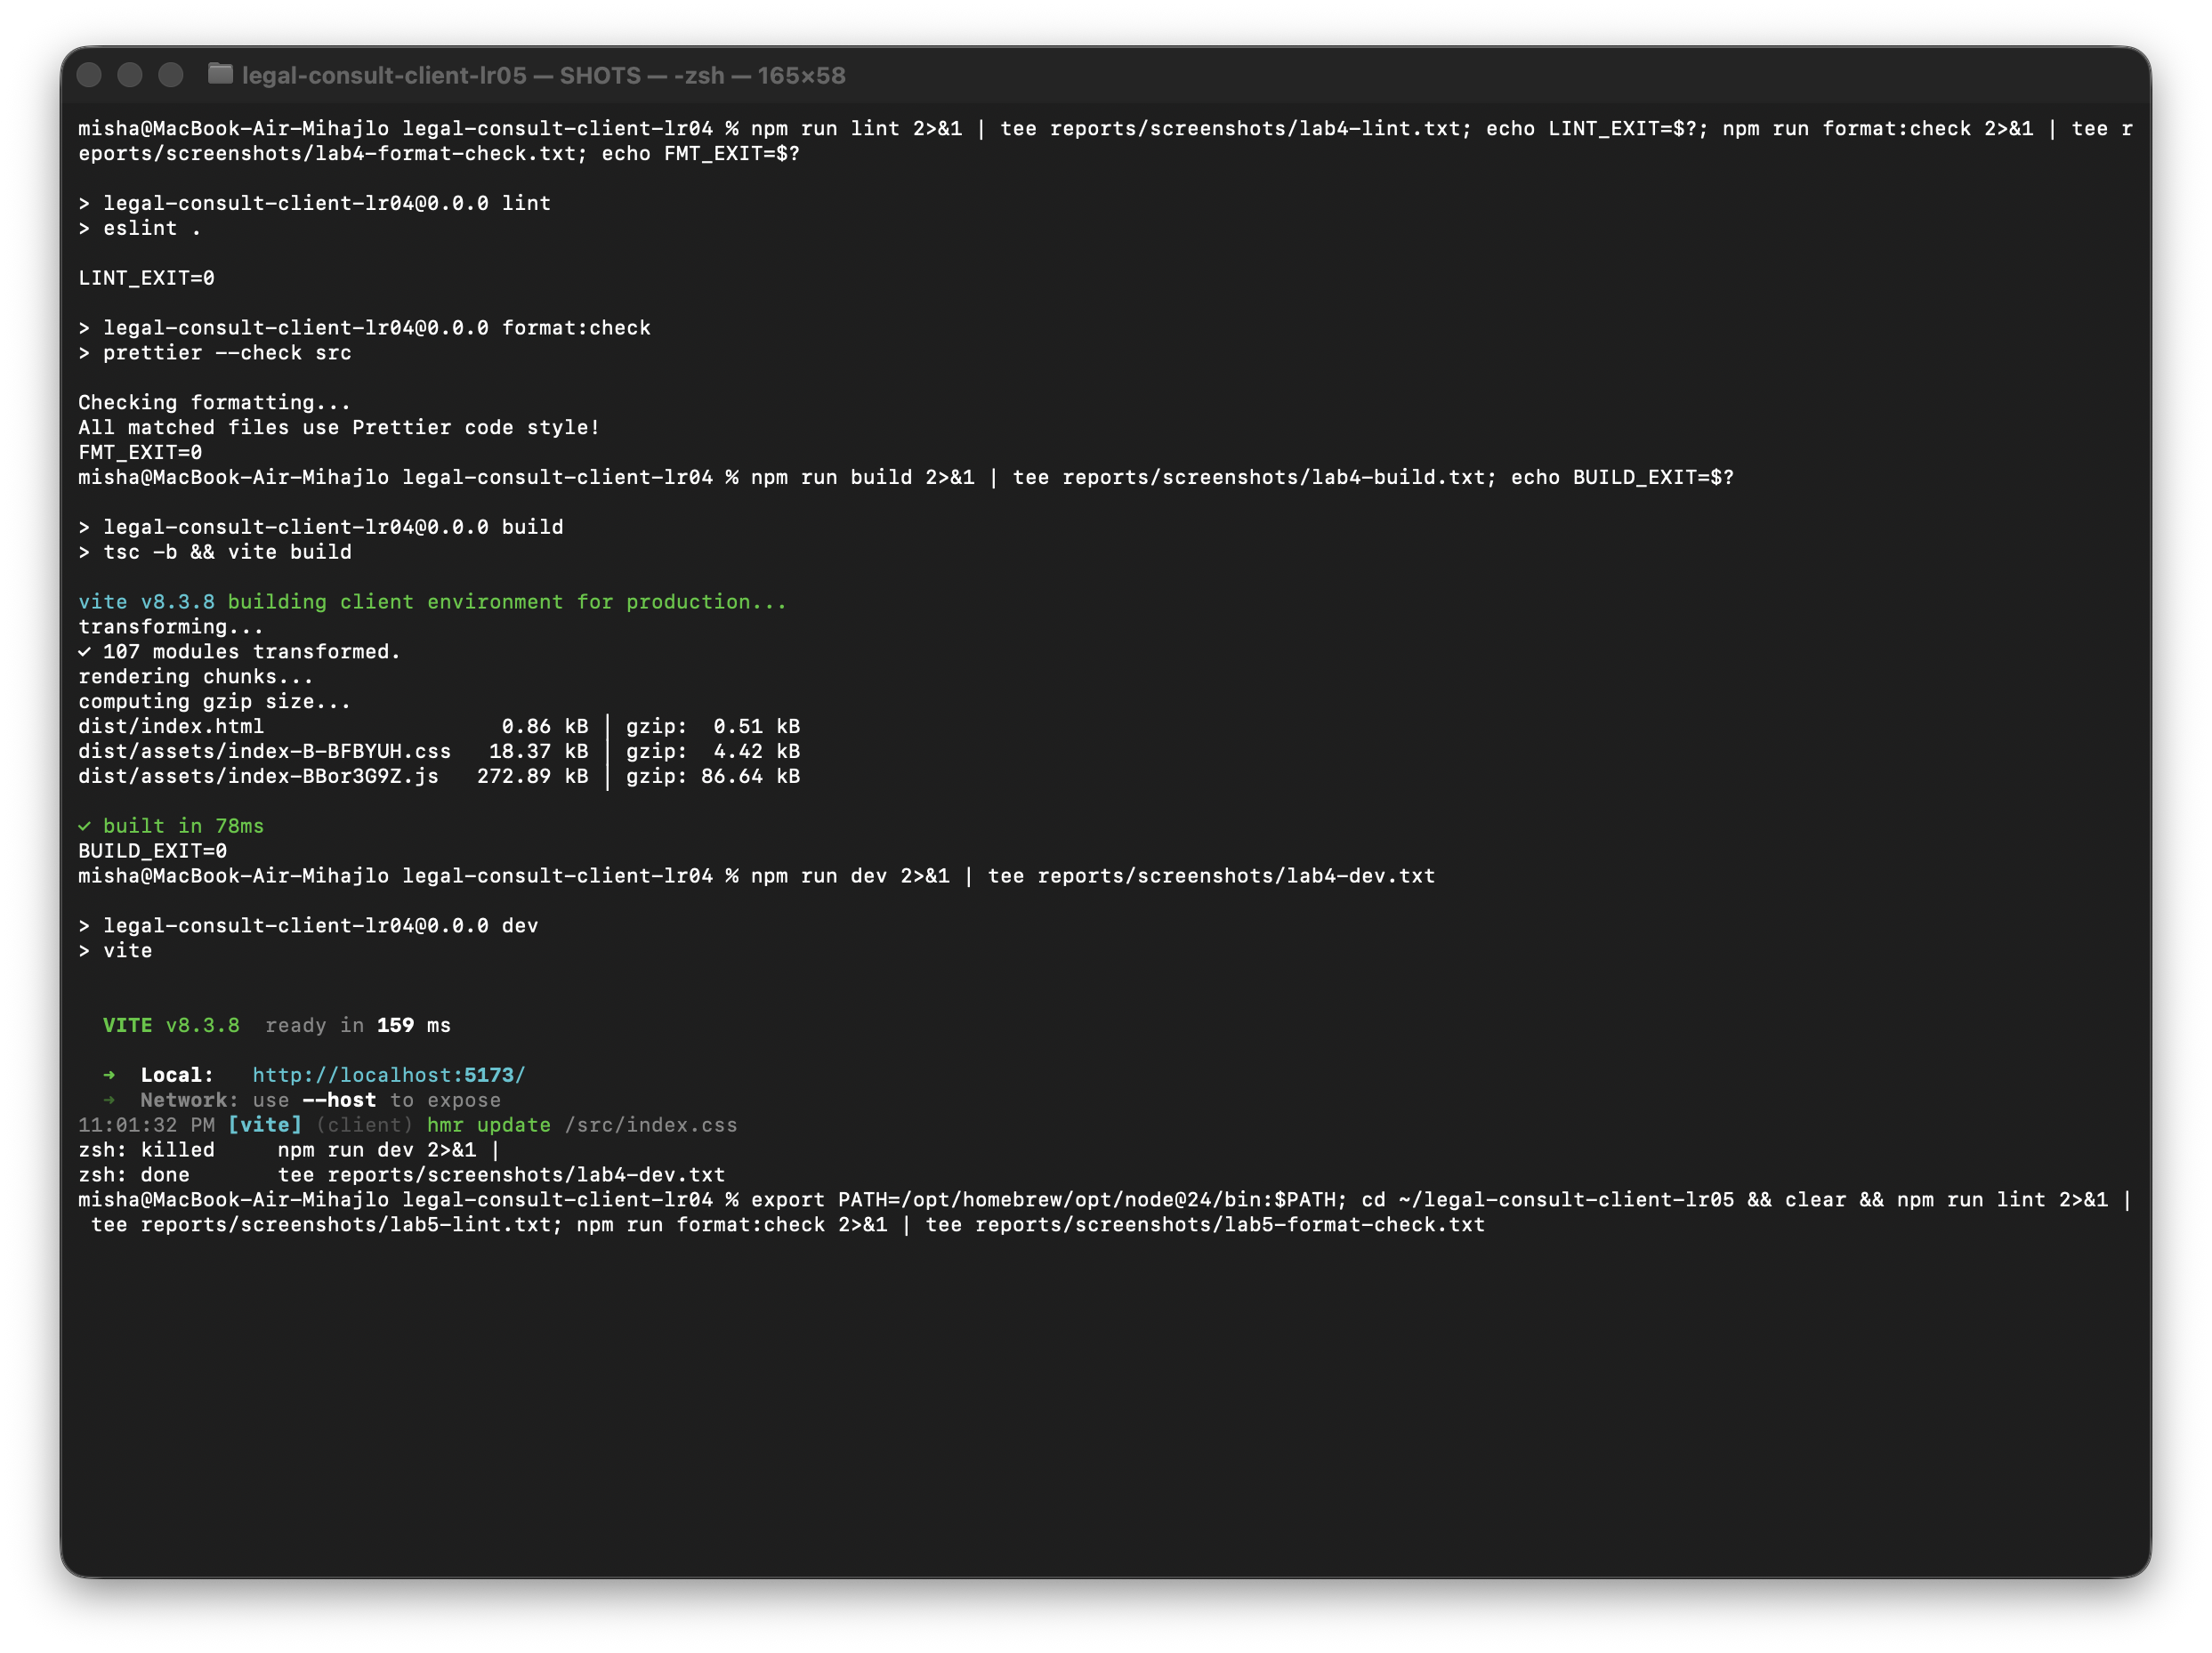 legal-consult-client-lr05 — SHOTS — -zsh — 165×58
misha@MacBook-Air-Mihajlo legal-consult-client-lr04 % npm run lint 2>&1 | tee reports/screenshots/lab4-lint.txt; echo LINT_EXIT=$?; npm run format:check 2>&1 | tee r
eports/screenshots/lab4-format-check.txt; echo FMT_EXIT=$?
> legal-consult-client-lr04@0.0.0 lint
> eslint .
LINT_EXIT=0
> legal-consult-client-lr04@0.0.0 format:check
> prettier --check src
Checking formatting...
All matched files use Prettier code style!
FMT_EXIT=0
misha@MacBook-Air-Mihajlo legal-consult-client-lr04 % npm run build 2>&1 | tee reports/screenshots/lab4-build.txt; echo BUILD_EXIT=$?
> legal-consult-client-lr04@0.0.0 build
> tsc -b && vite build
vite v8.3.8 building client environment for production...
transforming...
✓ 107 modules transformed.
rendering chunks...
computing gzip size...
dist/index.html                   0.86 kB │ gzip:  0.51 kB
dist/assets/index-B-BFBYUH.css   18.37 kB │ gzip:  4.42 kB
dist/assets/index-BBor3G9Z.js   272.89 kB │ gzip: 86.64 kB
✓ built in 78ms
BUILD_EXIT=0
misha@MacBook-Air-Mihajlo legal-consult-client-lr04 % npm run dev 2>&1 | tee reports/screenshots/lab4-dev.txt
> legal-consult-client-lr04@0.0.0 dev
> vite
VITE v8.3.8  ready in 159 ms
➜  Local:   http://localhost:5173/
➜  Network: use --host to expose
11:01:32 PM [vite] (client) hmr update /src/index.css
zsh: killed     npm run dev 2>&1 |
zsh: done       tee reports/screenshots/lab4-dev.txt
misha@MacBook-Air-Mihajlo legal-consult-client-lr04 % export PATH=/opt/homebrew/opt/node@24/bin:$PATH; cd ~/legal-consult-client-lr05 && clear && npm run lint 2>&1 |
tee reports/screenshots/lab5-lint.txt; npm run format:check 2>&1 | tee reports/screenshots/lab5-format-check.txt